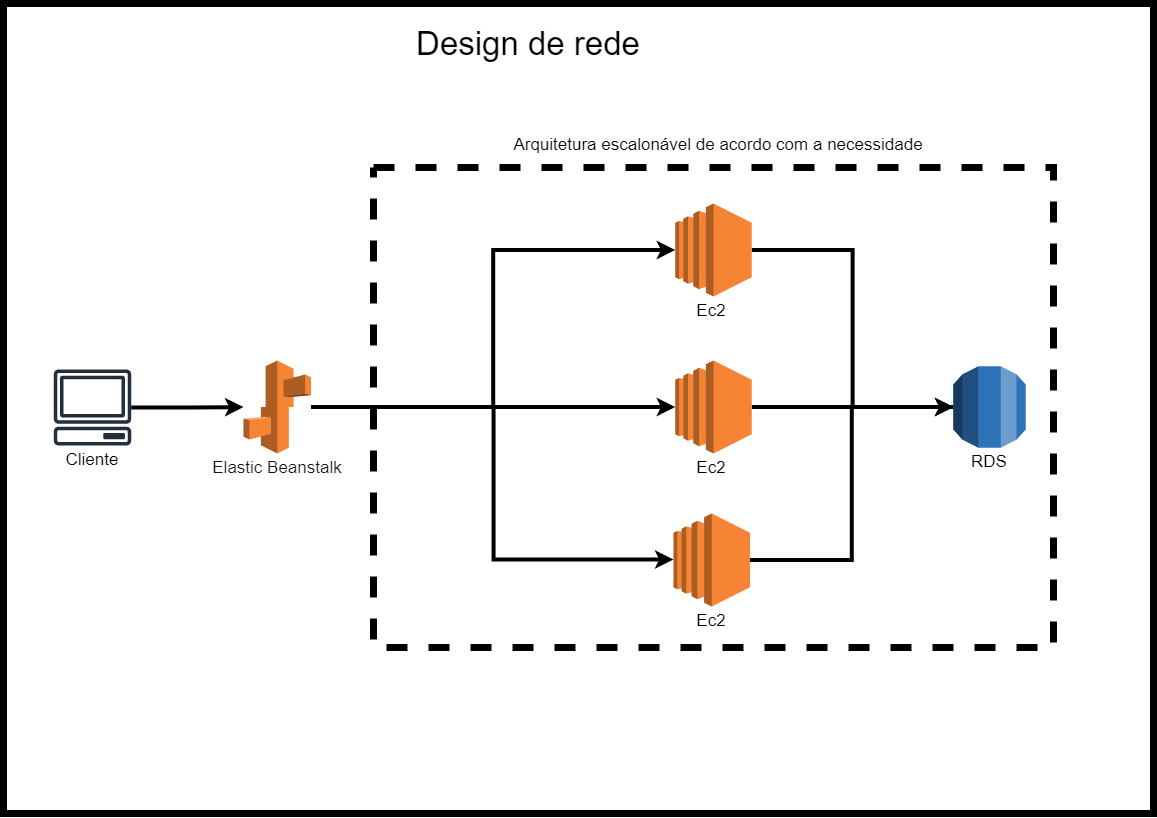 Design de rede
Arquitetura escalonável de acordo com a necessidade
Ec2
Cliente
Elastic Beanstalk
Ec2
RDS
Ec2